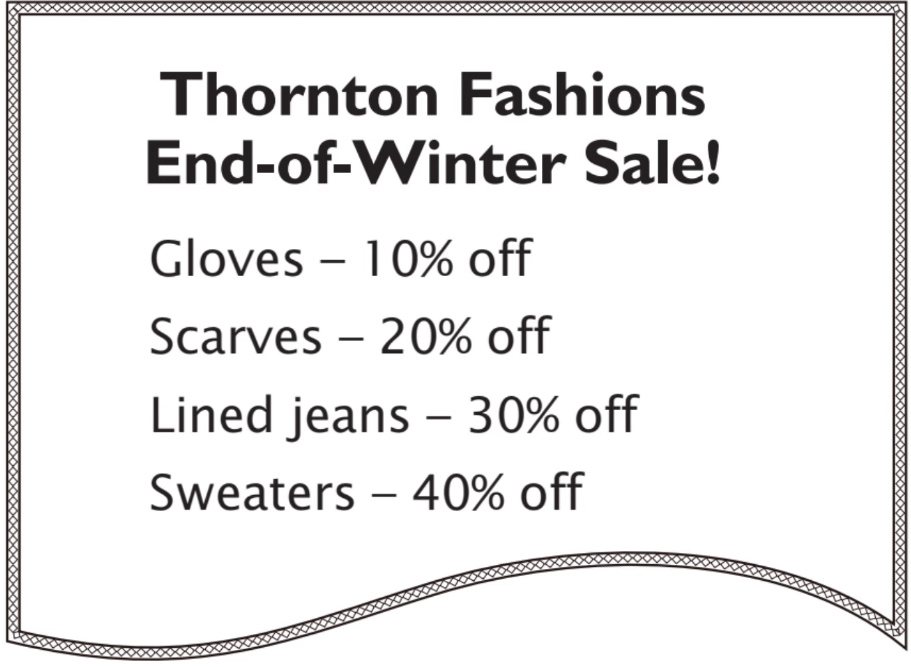 Thornton Fashions
End-of-Winter Sale!
Gloves – 10% off
Scarves – 20% off
Lined jeans – 30% off
Sweaters – 40% off